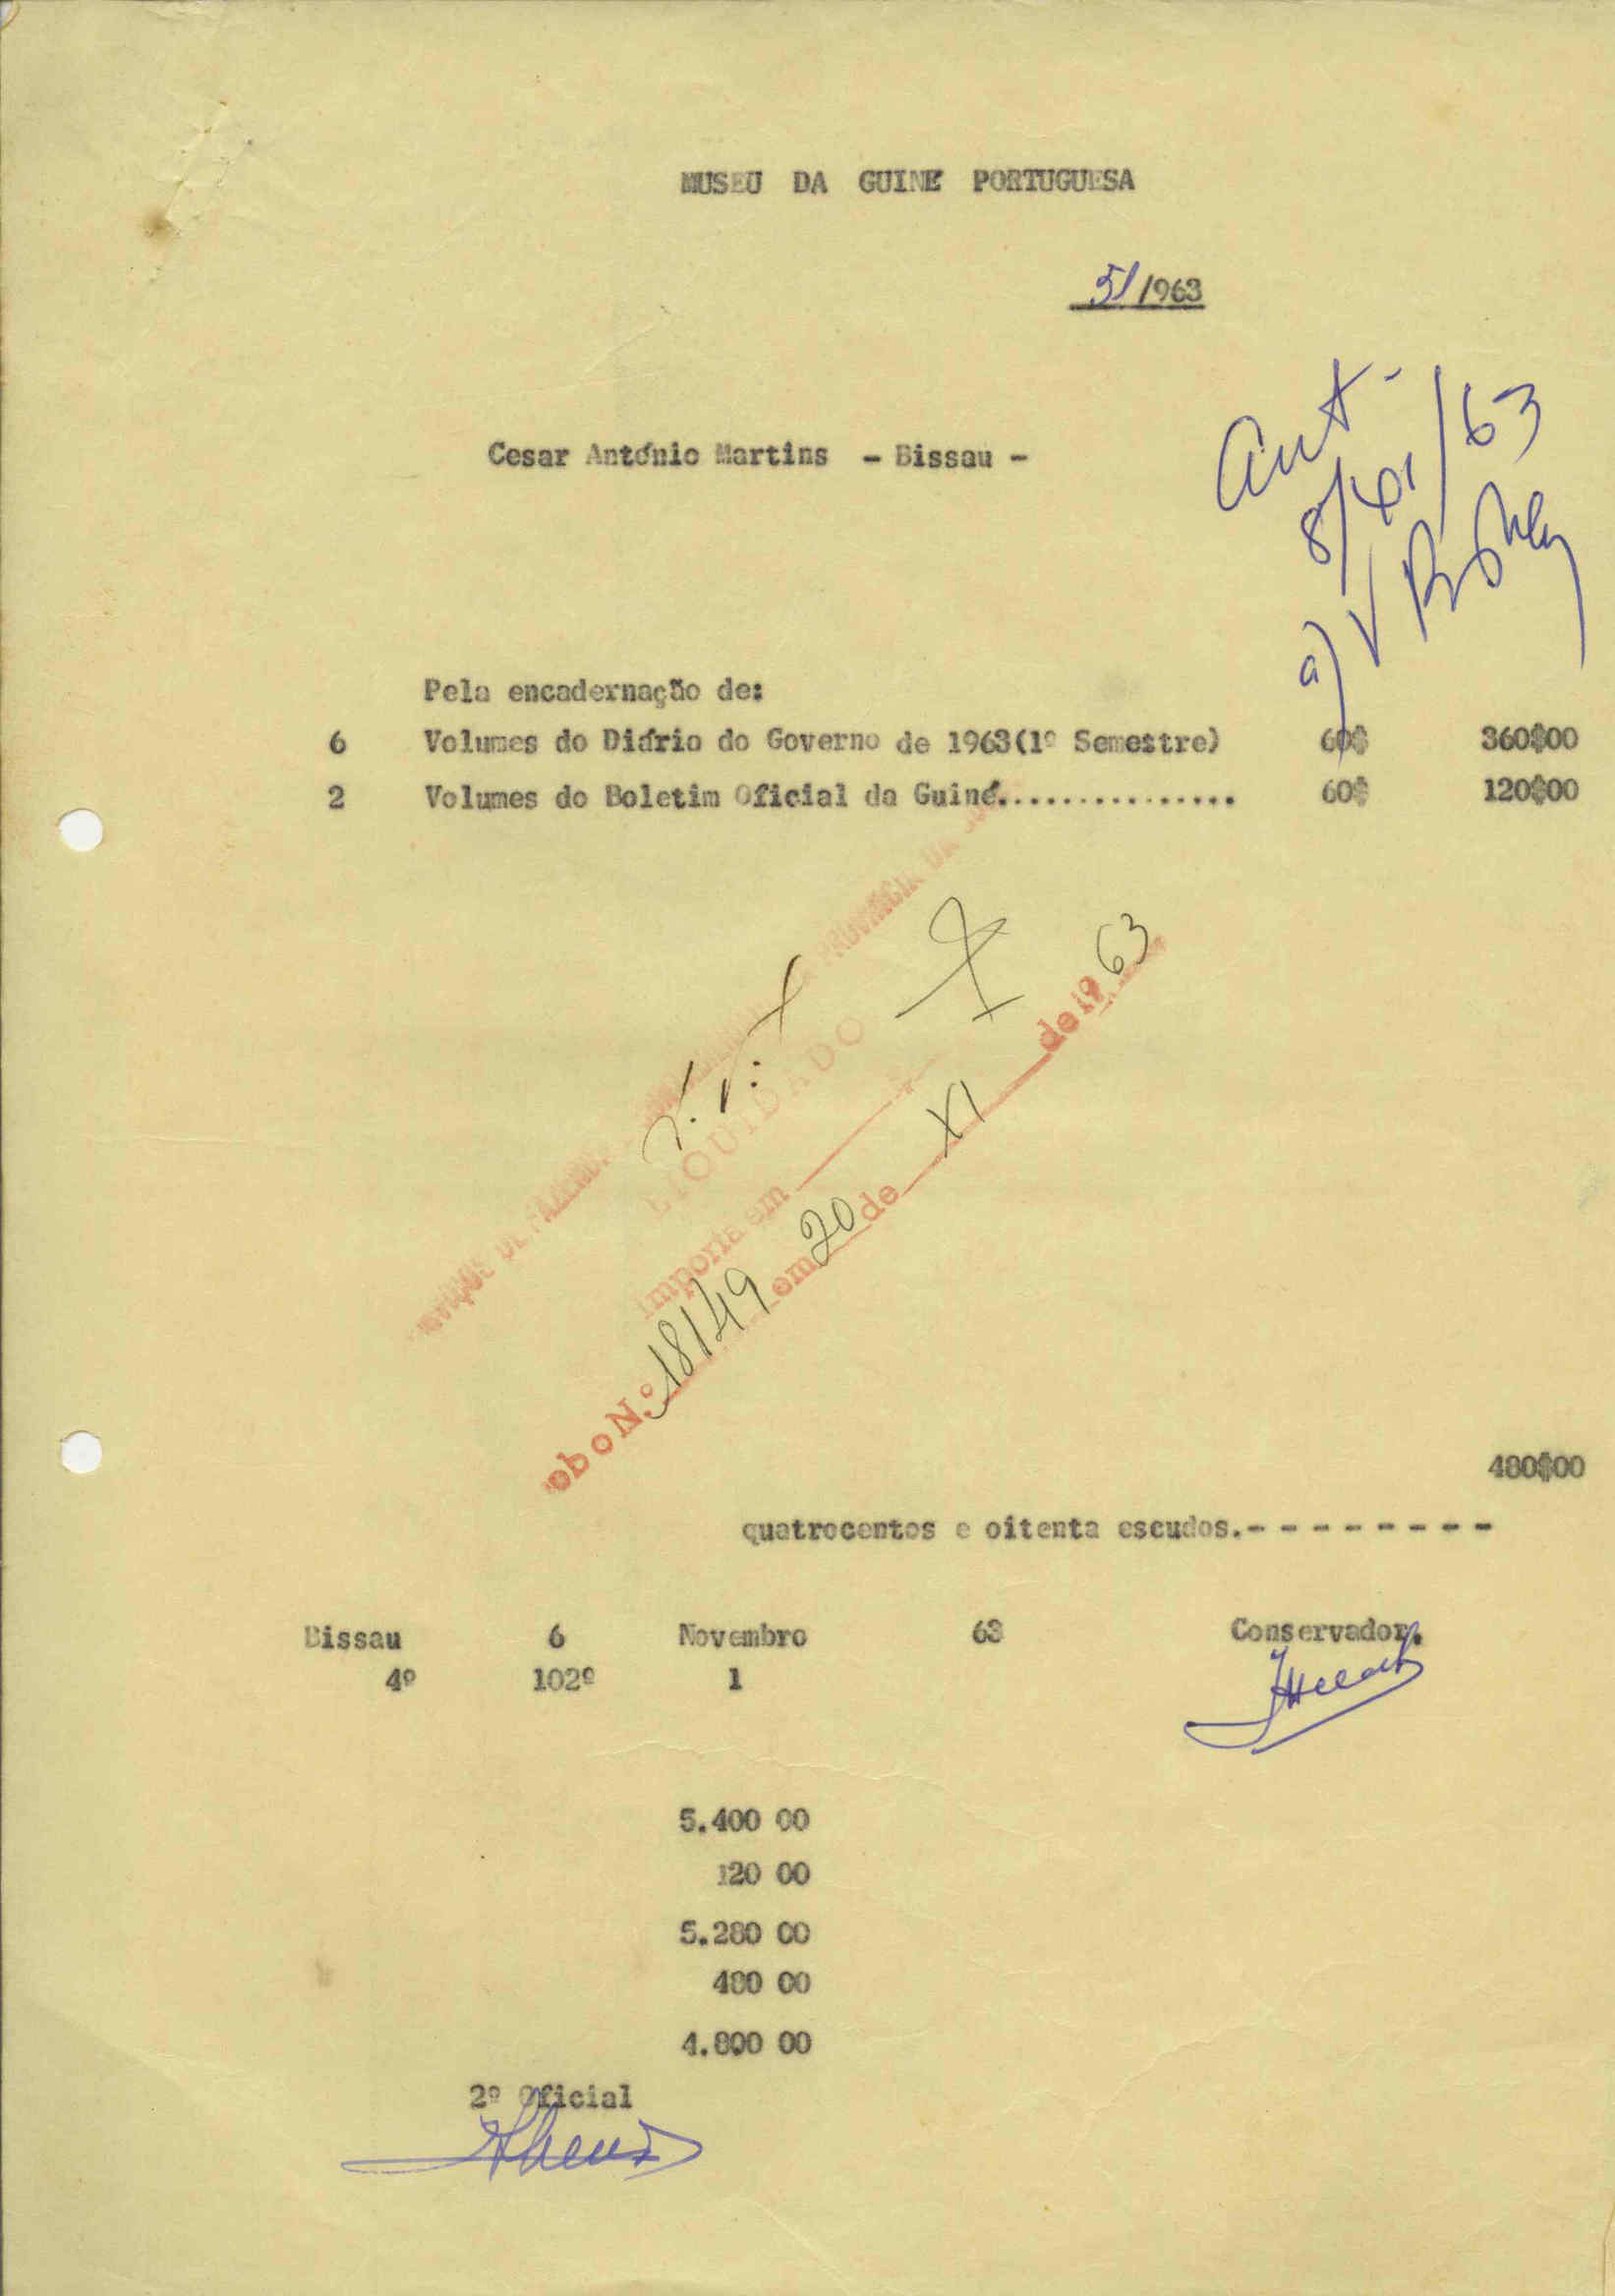 MUSEU DA GUINÉ PORTUGUESA
51/1963
Aut.
8/11/63
a) V
Cesar António Martins - Bissau -
Pela encadernação de:
6 Volumes do Diário do Governo de 1963(1º Semestre) 60$ 360$00
2 Volumes do Boletim Oficial da Guiné............... 60$ 120$00
PROVINCIA DA
LIQUIDADO
Importa em
N.º 18149 em 20 de XI de 1963
480$00
quatrocentos e oitenta escudos.- - - - - - - -
Bissau 6 Novembro 63 Conservador.
4º 102º 1
5.400 00
120 00
5.280 00
480 00
4.800 00
2º Oficial